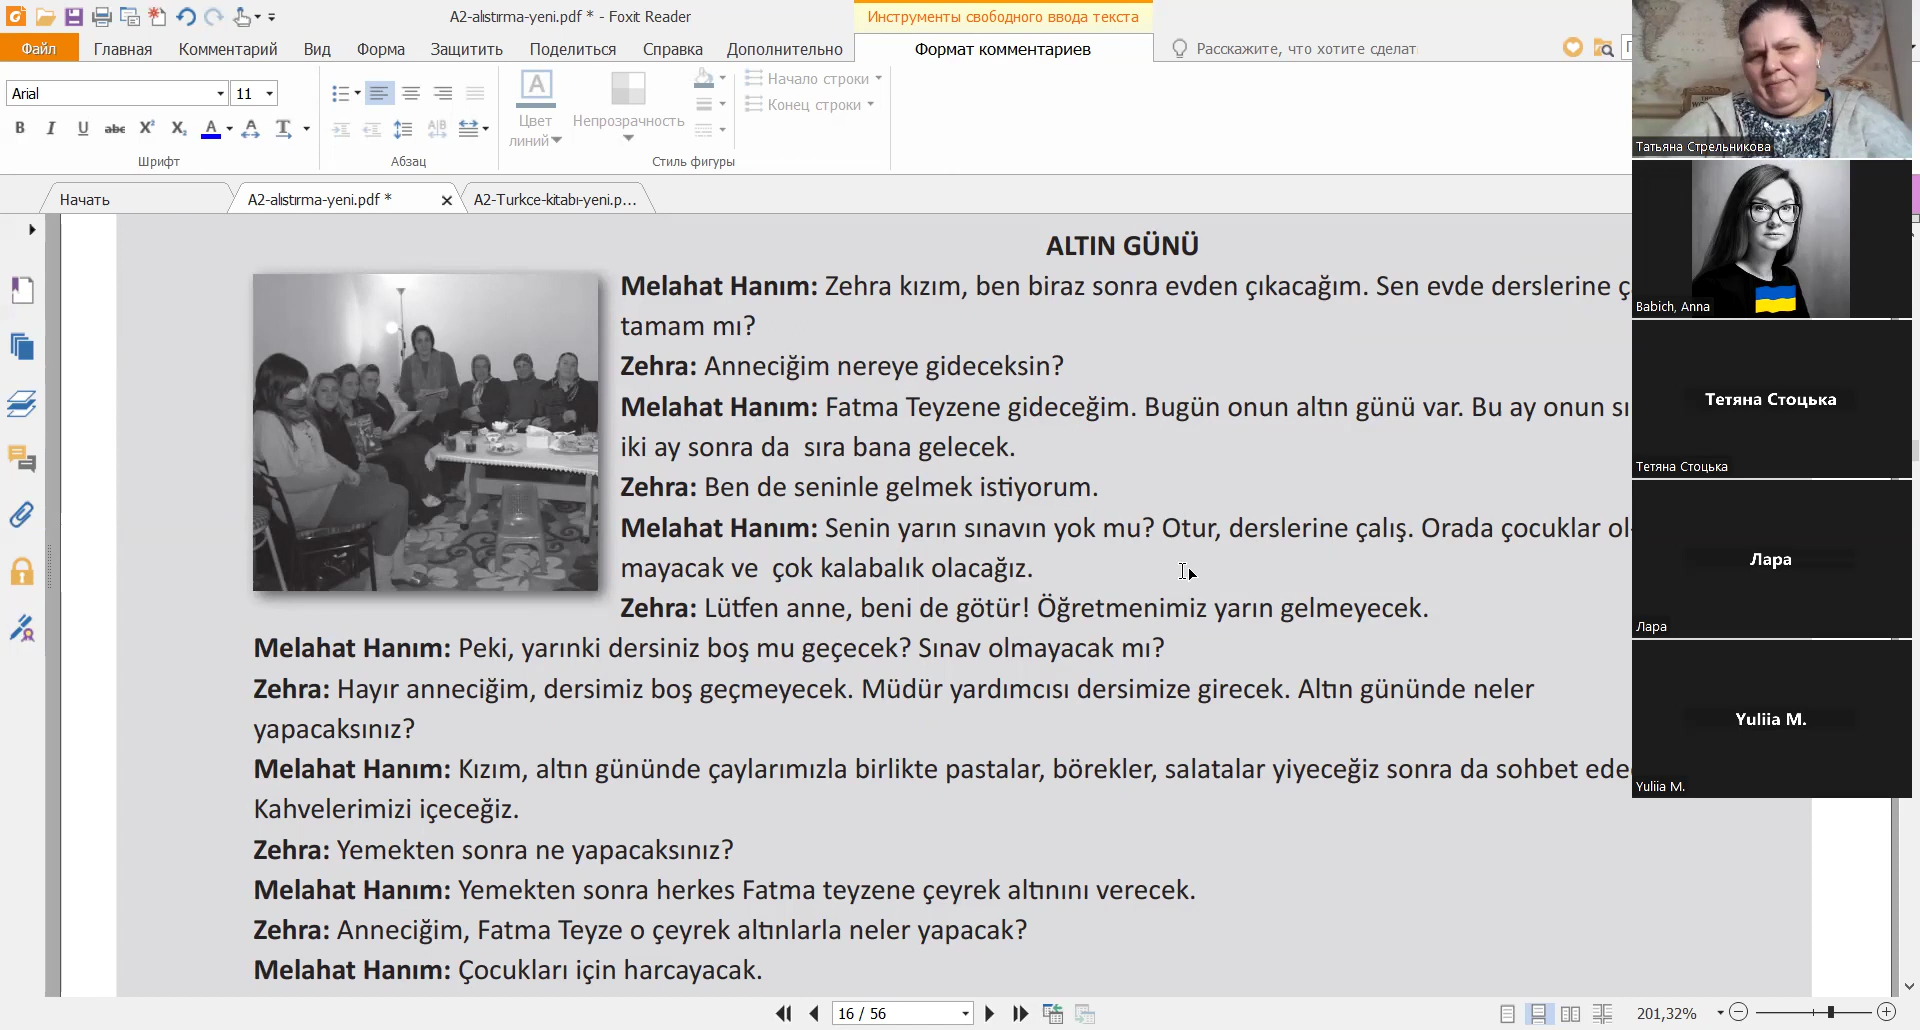 A2-alıstırma-yeni.pdf * - Foxit Reader
Инструменты свободного ввода текста
Файл Главная Комментарий Вид Форма Защитить Поделиться Справка Дополнительно Формат комментариев Расскажите, что хотите сделат
Arial 11
Начало строки
Конец строки
Цвет линий
Непрозрачность
Шрифт Абзац Стиль фигуры
Начать A2-alıstırma-yeni.pdf * A2-Turkce-kitabı-yeni.p...
ALTIN GÜNÜ
Melahat Hanım: Zehra kızım, ben biraz sonra evden çıkacağım. Sen evde derslerine ç
tamam mı?
Zehra: Anneciğim nereye gideceksin?
Melahat Hanım: Fatma Teyzene gideceğim. Bugün onun altın günü var. Bu ay onun sı
iki ay sonra da sıra bana gelecek.
Zehra: Ben de seninle gelmek istiyorum.
Melahat Hanım: Senin yarın sınavın yok mu? Otur, derslerine çalış. Orada çocuklar ol-
mayacak ve çok kalabalık olacağız.
Zehra: Lütfen anne, beni de götür! Öğretmenimiz yarın gelmeyecek.
Melahat Hanım: Peki, yarınki dersiniz boş mu geçecek? Sınav olmayacak mı?
Zehra: Hayır anneciğim, dersimiz boş geçmeyecek. Müdür yardımcısı dersimize girecek. Altın gününde neler
yapacaksınız?
Melahat Hanım: Kızım, altın gününde çaylarımızla birlikte pastalar, börekler, salatalar yiyeceğiz sonra da sohbet ede
Kahvelerimizi içeceğiz.
Zehra: Yemekten sonra ne yapacaksınız?
Melahat Hanım: Yemekten sonra herkes Fatma teyzene çeyrek altınını verecek.
Zehra: Anneciğim, Fatma Teyze o çeyrek altınlarla neler yapacak?
Melahat Hanım: Çocukları için harcayacak.
Татьяна Стрельникова
Babich, Anna
Тетяна Стоцька
Тетяна Стоцька
Лара
Лара
Yuliia M.
Yuliia M.
16 / 56
201,32%